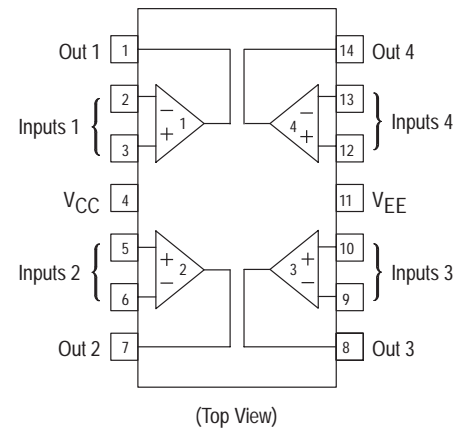 Out 1 1 14 Out 4
2 − − 13
Inputs 1 { 1 4 } Inputs 4
3 + + 12
VCC 4 11 VEE
5 + + 10
Inputs 2 { 2 3 } Inputs 3
6 − − 9
Out 2 7 8 Out 3
(Top View)